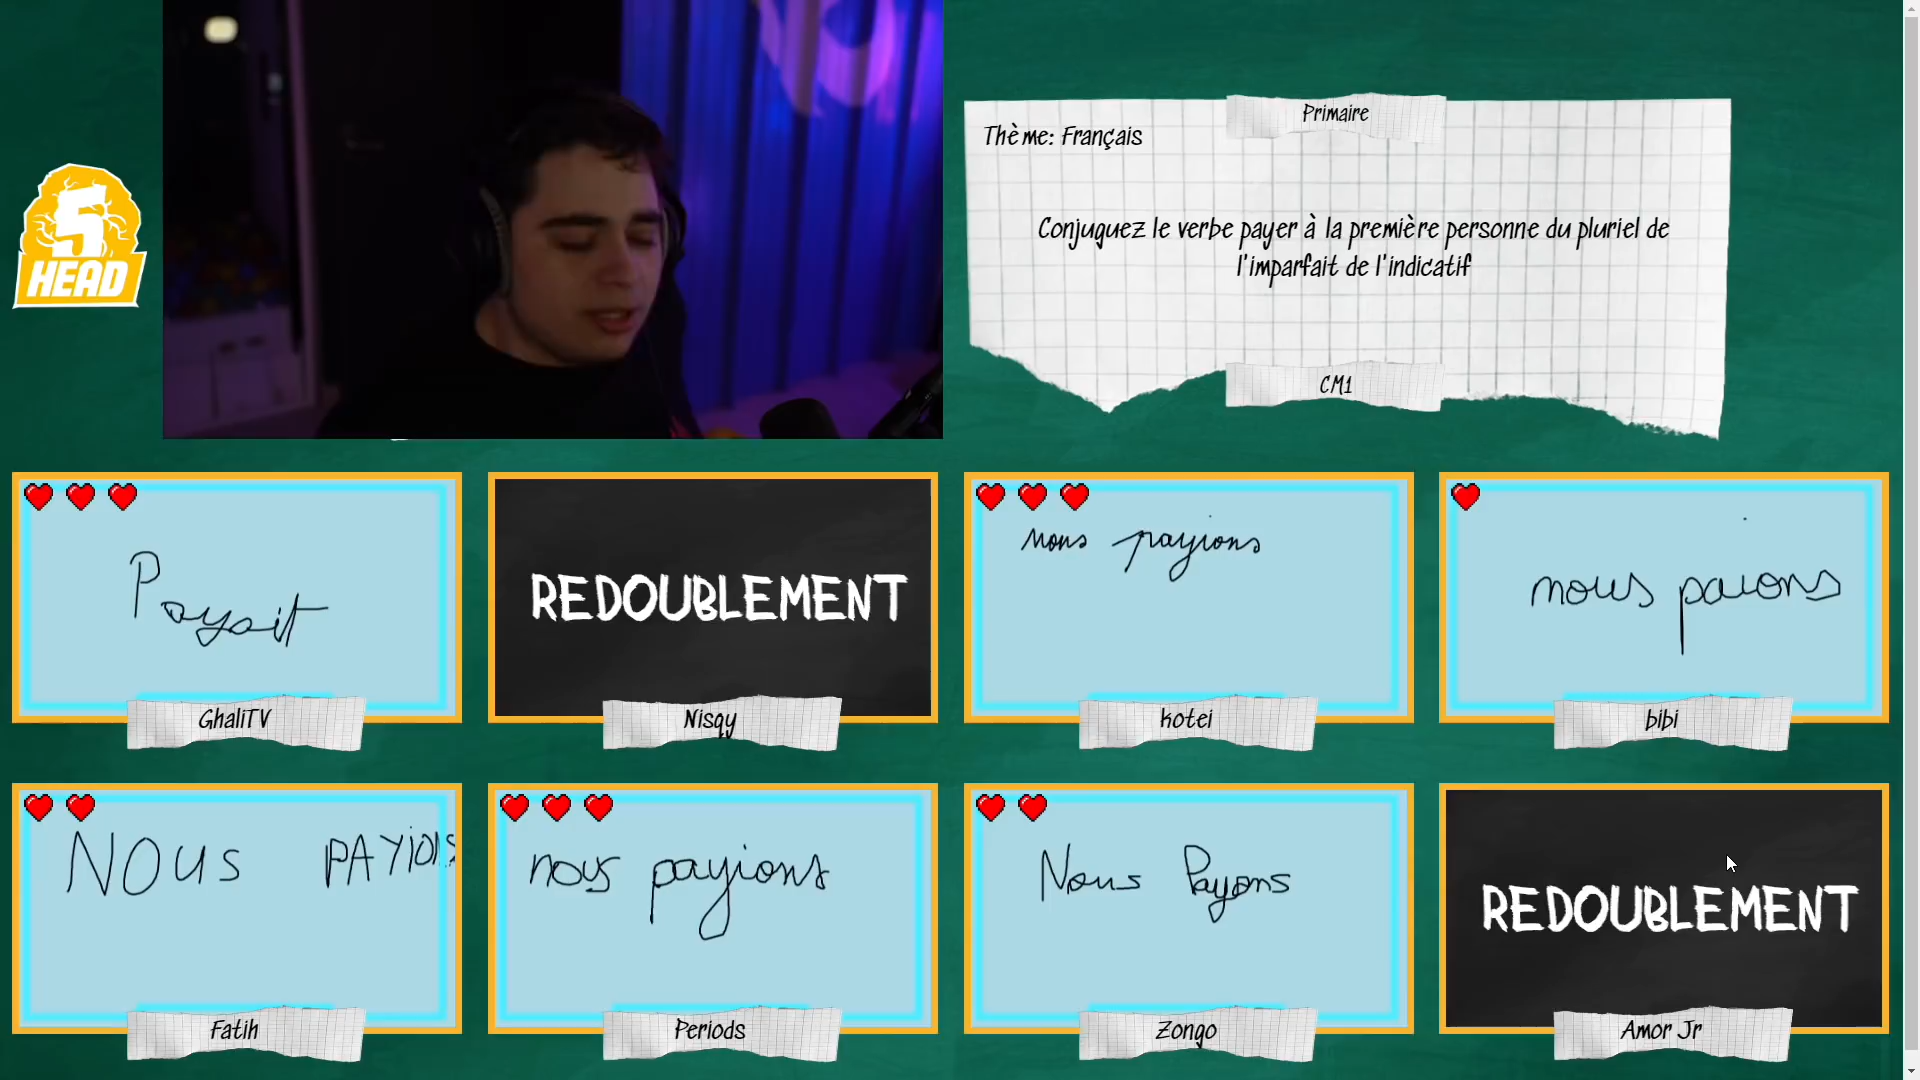 5
HEAD
Primaire
Thème: Français
Conjuguez le verbe payer à la première personne du pluriel de
l'imparfait de l'indicatif
CM1
Payait
GhaliTV
REDOUBLEMENT
Nisqy
nous payions
kotei
nous paions
bibi
NOUS PAYIONS
Fatih
nous payions
Periods
Nous Payons
Zongo
REDOUBLEMENT
Amor Jr